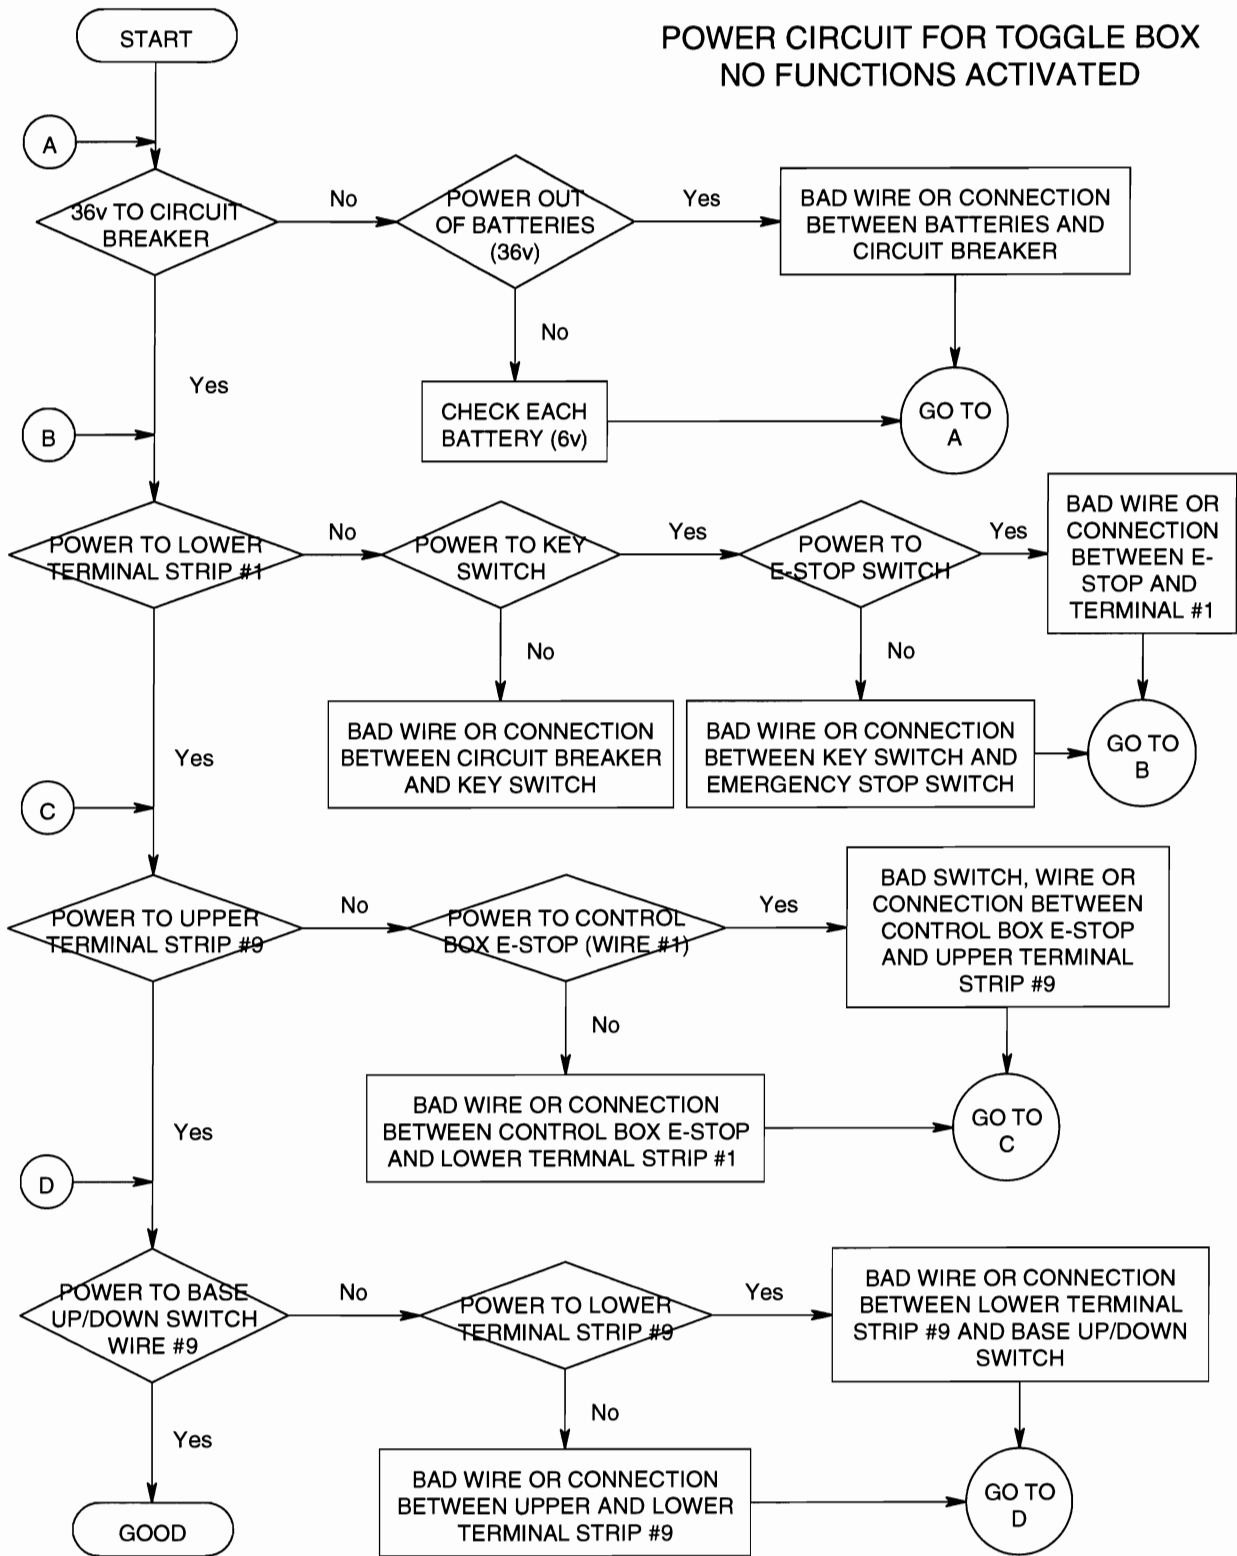 START
POWER CIRCUIT FOR TOGGLE BOX
NO FUNCTIONS ACTIVATED
A
36v TO CIRCUIT
BREAKER
No
POWER OUT
OF BATTERIES
(36v)
Yes
BAD WIRE OR CONNECTION
BETWEEN BATTERIES AND
CIRCUIT BREAKER
No
Yes
CHECK EACH
BATTERY (6v)
GO TO
A
B
POWER TO LOWER
TERMINAL STRIP #1
No
POWER TO KEY
SWITCH
Yes
POWER TO
E-STOP SWITCH
Yes
BAD WIRE OR
CONNECTION
BETWEEN E-
STOP AND
TERMINAL #1
No
No
BAD WIRE OR CONNECTION
BETWEEN CIRCUIT BREAKER
AND KEY SWITCH
BAD WIRE OR CONNECTION
BETWEEN KEY SWITCH AND
EMERGENCY STOP SWITCH
GO TO
B
Yes
C
POWER TO UPPER
TERMINAL STRIP #9
No
POWER TO CONTROL
BOX E-STOP (WIRE #1)
Yes
BAD SWITCH, WIRE OR
CONNECTION BETWEEN
CONTROL BOX E-STOP
AND UPPER TERMINAL
STRIP #9
No
BAD WIRE OR CONNECTION
BETWEEN CONTROL BOX E-STOP
AND LOWER TERMNAL STRIP #1
GO TO
C
Yes
D
POWER TO BASE
UP/DOWN SWITCH
WIRE #9
No
POWER TO LOWER
TERMINAL STRIP #9
Yes
BAD WIRE OR CONNECTION
BETWEEN LOWER TERMINAL
STRIP #9 AND BASE UP/DOWN
SWITCH
No
Yes
BAD WIRE OR CONNECTION
BETWEEN UPPER AND LOWER
TERMINAL STRIP #9
GO TO
D
GOOD